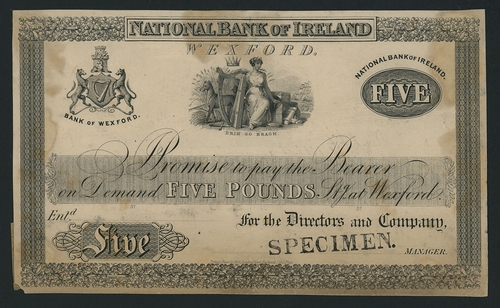 NATIONAL BANK OF IRELAND
WEXFORD.
NATIONAL BANK OF IRELAND.
FIVE
BANK OF WEXFORD.
ERIN GO BRAGH
I Promise to pay the Bearer
on Demand FIVE POUNDS Stg. at Wexford
Ent.d
For the Directors and Company,
Five
SPECIMEN.
MANAGER.